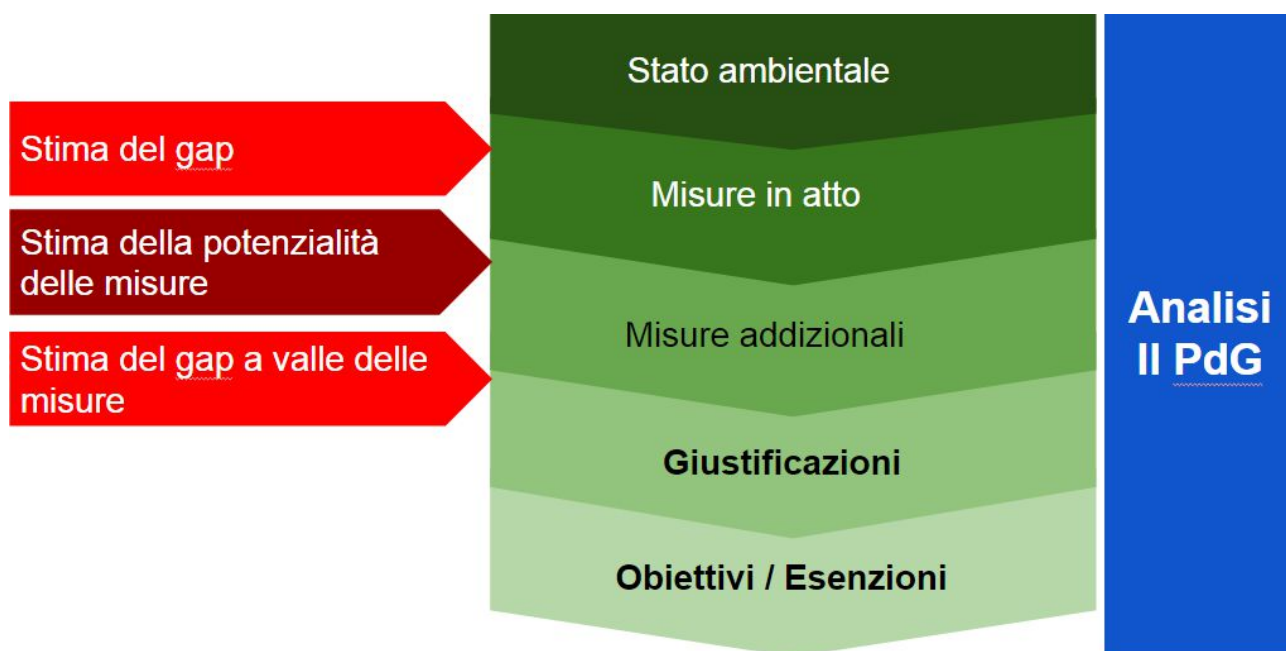 Stato ambientale
Stima del gap
Misure in atto
Stima della potenzialità
delle misure
Misure addizionali
Stima del gap a valle delle
misure
Giustificazioni
Obiettivi / Esenzioni
Analisi
II PdG